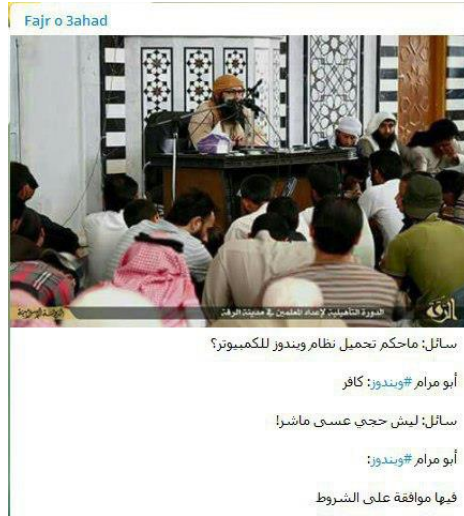 Fajr o 3ahad
الدورة التأهيلية لإعداد المعلمين في مدينة الرقة
الرقة
سائل: ماحكم تحميل نظام ويندوز للكمبيوتر؟
أبو مرام #ويندوز: كافر
سائل: ليش حجي عسى ماشر!
أبو مرام #ويندوز:
فيها موافقة على الشروط